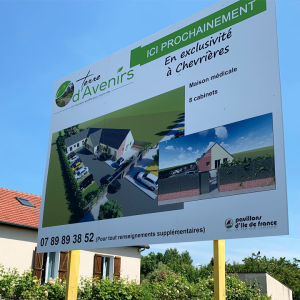 ICI PROCHAINEMENT
Terre
d'Avenirs
En exclusivité
à Chevrières
Maison médicale
8 cabinets
pavillons
d'île de france
07 89 89 38 52 (Pour tout renseignements supplémentaires)